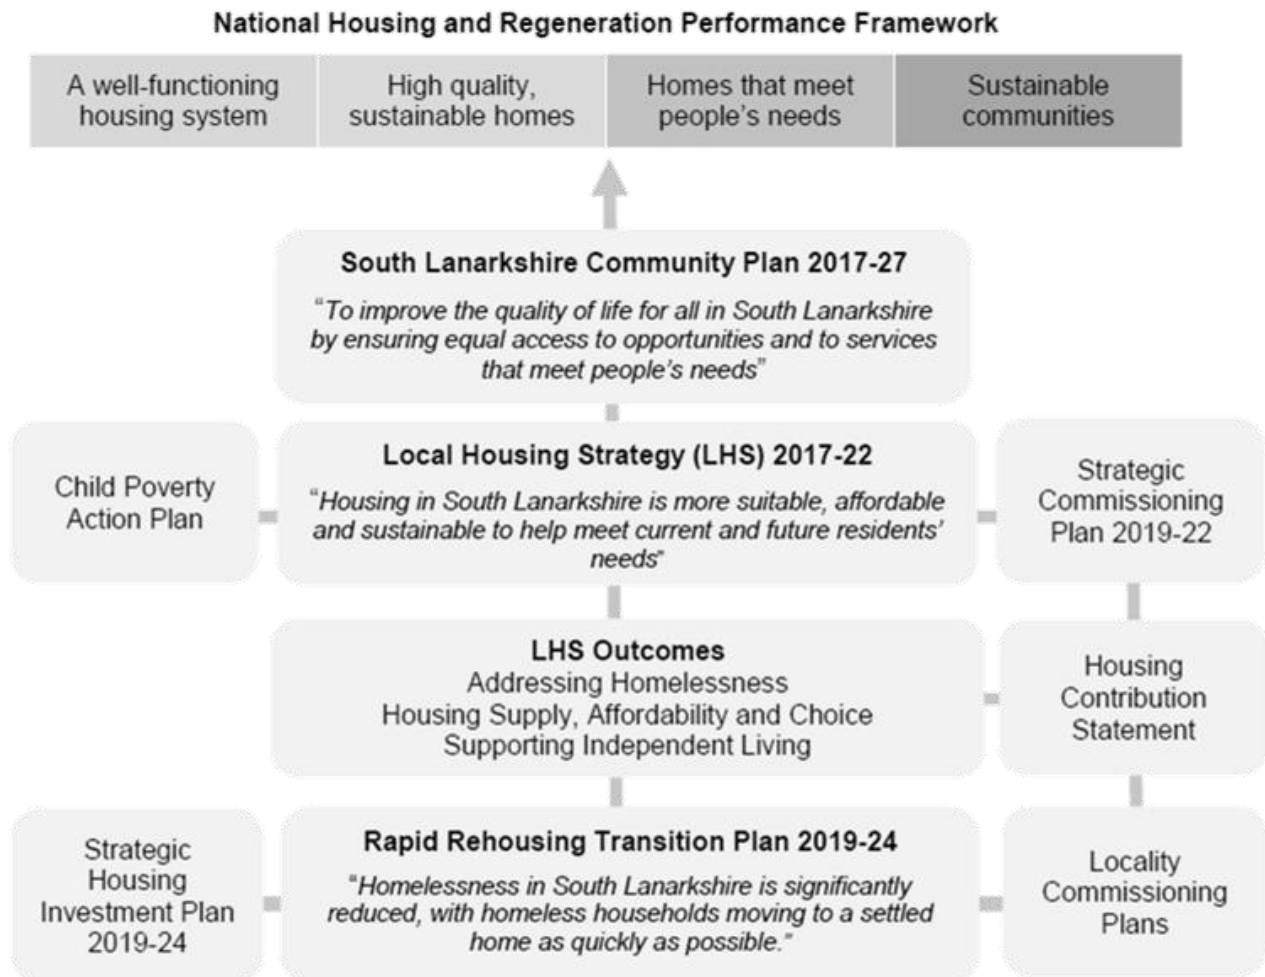 National Housing and Regeneration Performance Framework
A well-functioning
housing system
High quality,
sustainable homes
Homes that meet
people's needs
Sustainable
communities
South Lanarkshire Community Plan 2017-27
“To improve the quality of life for all in South Lanarkshire
by ensuring equal access to opportunities and to services
that meet people's needs”
Child Poverty
Action Plan
Local Housing Strategy (LHS) 2017-22
“Housing in South Lanarkshire is more suitable, affordable
and sustainable to help meet current and future residents'
needs”
Strategic
Commissioning
Plan 2019-22
LHS Outcomes
Addressing Homelessness
Housing Supply, Affordability and Choice
Supporting Independent Living
Housing
Contribution
Statement
Strategic
Housing
Investment Plan
2019-24
Rapid Rehousing Transition Plan 2019-24
“Homelessness in South Lanarkshire is significantly
reduced, with homeless households moving to a settled
home as quickly as possible.”
Locality
Commissioning
Plans